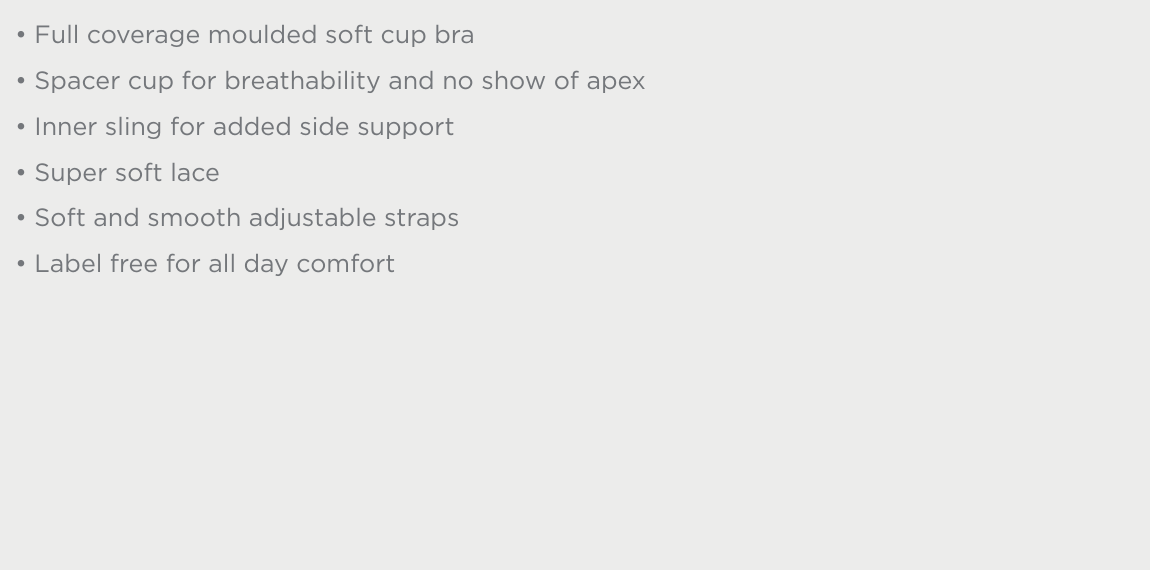 • Full coverage moulded soft cup bra
• Spacer cup for breathability and no show of apex
• Inner sling for added side support
• Super soft lace
• Soft and smooth adjustable straps
• Label free for all day comfort